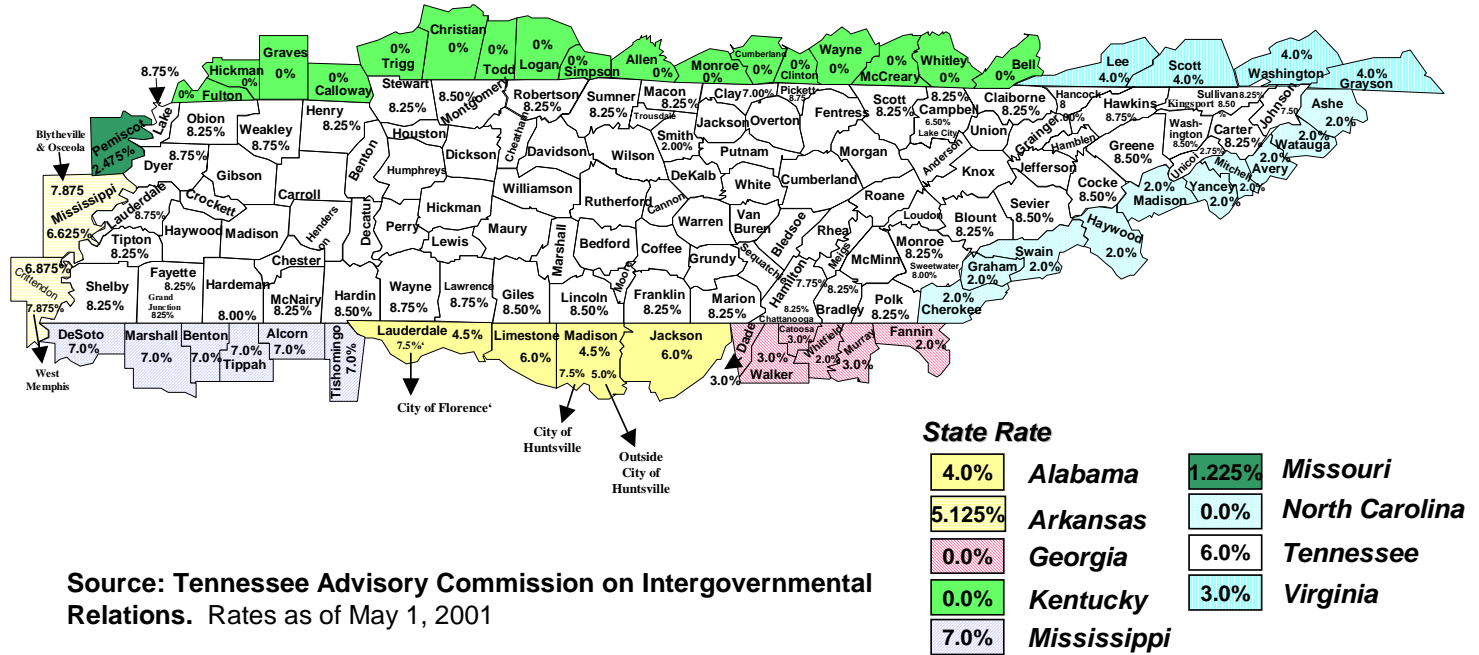 Christian
0%
Graves
0%
0%
Trigg
0%
Todd
0%
Logan
0%
Simpson
Allen
0%
Monroe
0%
Cumberland
0%
0%
Clinton
Wayne
0%
McCreary
0%
Whitley
0%
Bell
0%
Hickman
0%
0%
Fulton
0%
Calloway
Lee
4.0%
Scott
4.0%
4.0%
Washington
4.0%
Grayson
8.75%
Lake
Obion
8.25%
Weakley
8.75%
Henry
8.25%
Stewart
8.25%
8.50%
Montgomery
Robertson
8.25%
Sumner
8.25%
Macon
8.25%
Trousdale
Clay 7.00%
Pickett
8.75
Scott
8.25%
8.25%
Campbell
6.50%
Lake City
Claiborne
8.25%
Hancock
8
.00%
Hawkins
8.75%
Sullivan 8.25%
Kingsport 8.50
%
Johnson
7.50
Ashe
2.0%
2.0%
Watauga
2.0%
Avery
Blytheville
& Osceola
Pemiscot
2.475%
Dyer
8.75%
Gibson
Carroll
Benton
Houston
Humphreys
Dickson
Cheatham
Davidson
Wilson
Smith
2.00%
Jackson
Overton
Fentress
Putnam
Morgan
Anderson
Union
Knox
Grainger
Hamblen
Jefferson
Greene
8.50%
Wash-
ington
8.50%
Carter
8.25%
2.75%
Unicoi
Mitchell
2.0%
Yancey
2.0%
2.0%
Madison
7.875
Mississippi
6.625%
Lauderdale
8.75%
Crockett
Haywood
Madison
Henders
on
Decatur
Perry
Hickman
Lewis
Williamson
Maury
Rutherford
Cannon
DeKalb
White
Cumberland
Warren
Van
Buren
Bledsoe
Rhea
Roane
Loudon
Blount
8.25%
Sevier
8.50%
Cocke
8.50%
Haywood
2.0%
Swain
2.0%
Graham
2.0%
2.0%
Cherokee
Tipton
8.25%
6.875%
Crittendon
7.875%
Shelby
8.25%
Fayette
8.25%
Grand
Junction
825%
Hardeman
8.00%
Chester
McNairy
8.25%
Hardin
8.50%
Wayne
8.75%
Lawrence
8.75%
Giles
8.50%
Marshall
Bedford
Moore
Lincoln
8.50%
Coffee
Franklin
8.25%
Grundy
Marion
8.25%
Sequatchie
Hamilton
7.75%
8.25%
Chattanooga
Meigs
8.25%
Bradley
McMinn
Monroe
8.25%
Sweetwater
8.00%
Polk
8.25%
DeSoto
7.0%
Marshall
7.0%
Benton
7.0%
7.0%
Tippah
Alcorn
7.0%
Tishomingo
7.0%
Lauderdale 4.5%
7.5%‘
Limestone
6.0%
Madison
4.5%
7.5%
5.0%
Jackson
6.0%
Dade
3.0%
3.0%
Walker
Catoosa
3.0%
Whitfield
2.0%
Murray
3.0%
Fannin
2.0%
West
Memphis
City of Florence‘
City of
Huntsville
Outside
City of
Huntsville
State Rate
4.0% Alabama
5.125% Arkansas
0.0% Georgia
0.0% Kentucky
7.0% Mississippi
1.225% Missouri
0.0% North Carolina
6.0% Tennessee
3.0% Virginia
Source: Tennessee Advisory Commission on Intergovernmental
Relations. Rates as of May 1, 2001